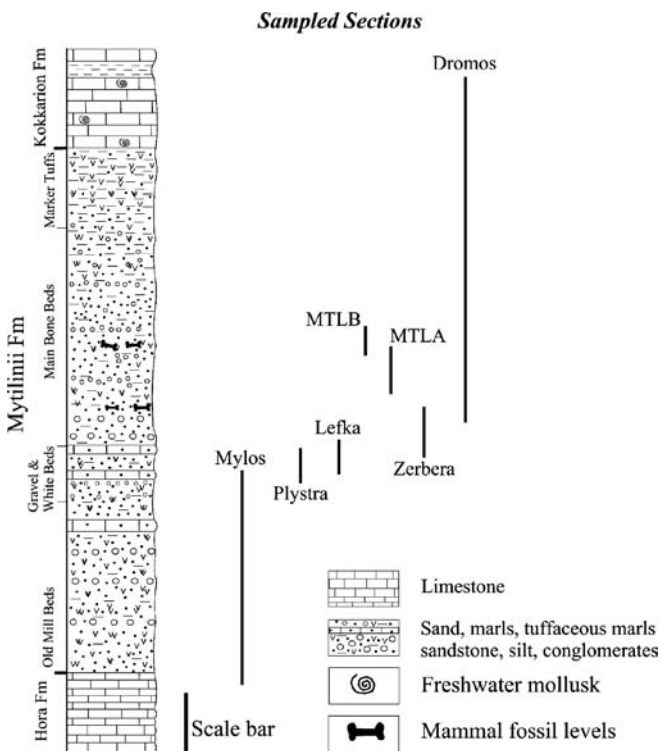 Sampled Sections
Kokkarion Fm
Mytilinii Fm
Marker Tuffs
Main Bone Beds
Gravel &
White Beds
Old Mill Beds
Hora Fm
Dromos
MTLB
MTLA
Lefka
Mylos
Zerbera
Plystra
Scale bar
Limestone
Sand, marls, tuffaceous marls
sandstone, silt, conglomerates
Freshwater mollusk
Mammal fossil levels